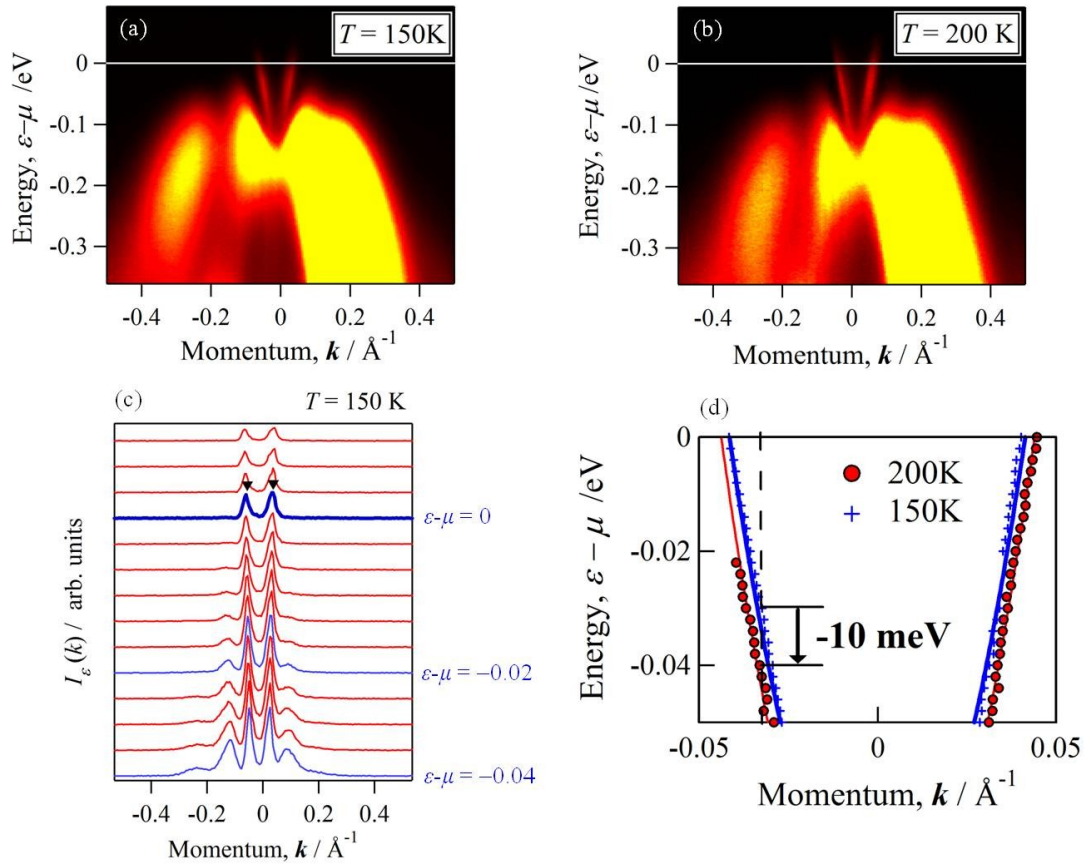 (a)
T = 150K
Energy, ε–μ /eV
0
-0.1
-0.2
-0.3
-0.4 -0.2 0 0.2 0.4
Momentum, k / Å-1
(b)
T = 200 K
Energy, ε–μ /eV
0
-0.1
-0.2
-0.3
-0.4 -0.2 0 0.2 0.4
Momentum, k / Å-1
(c)
T = 150 K
Iε(k) / arb. units
ε-μ = 0
ε-μ = –0.02
ε-μ = –0.04
-0.4 -0.2 0 0.2 0.4
Momentum, k / Å-1
(d)
Energy, ε – μ /eV
0
-0.02
-0.04
200K
150K
-10 meV
-0.05 0 0.05
Momentum, k / Å-1